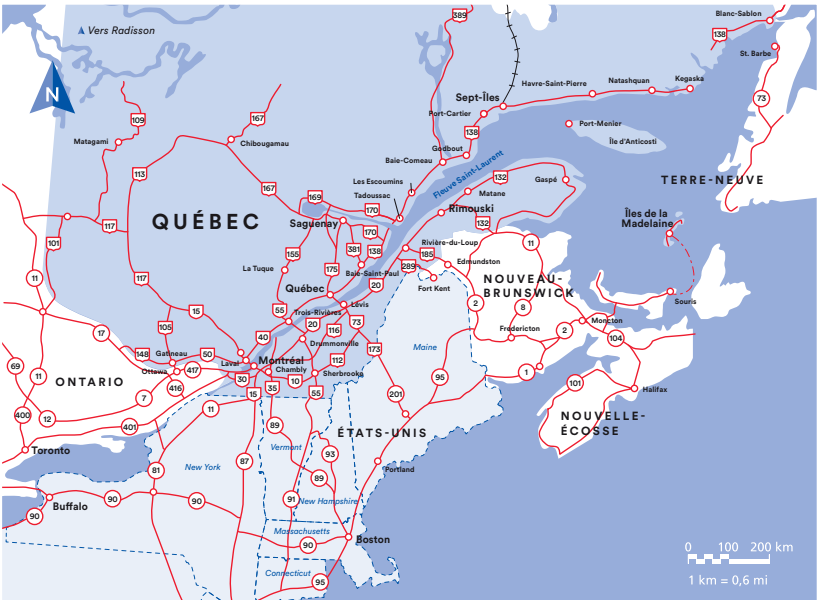 389
Blanc-Sablon
Vers Radisson
138
St. Barbe
N
Havre-Saint-Pierre
Natashquan
Kegaska
Sept-Îles
73
109
Port-Cartier
167
Port-Menier
138
Matagami
Chibougamau
Île d'Anticosti
Godbout
Baie-Comeau
Fleuve Saint-Laurent
113
132
Gaspé
TERRE-NEUVE
Les Escoumins
167
Tadoussac
Matane
169
170
Rimouski
Îles de la
Madelaine
QUÉBEC
Saguenay
132
117
170
101
Rivière-du-Loup
11
381
138
155
185
Edmundston
La Tuque
175
Baie-Saint-Paul
289
11
117
NOUVEAU-
BRUNSWICK
Québec
20
Fort Kent
Souris
2
8
Lévis
15
55
Trois-Rivières
Moncton
105
20
73
Fredericton
2
17
116
40
104
Drummonville
Maine
148
Gatineau
50
173
Laval
Montréal
112
69
Ottawa
417
Chambly
Sherbrooke
1
11
30
10
95
101
ONTARIO
416
35
Halifax
15
55
201
7
11
400
12
NOUVELLE-
ÉCOSSE
401
89
ÉTATS-UNIS
Toronto
Vermont
93
New York
87
81
Portland
89
90
90
91
New Hampshire
Buffalo
90
Massachusetts
Boston
90
0 100 200 km
Connecticut
95
1 km = 0,6 mi